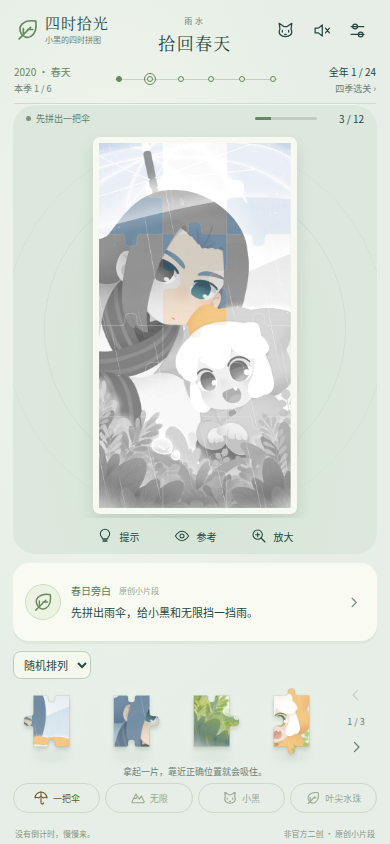 四时拾光
小黑的四时拼图
雨水
拾回春天
2020 · 春天
本季 1 / 6
全年 1 / 24
四季选关 ›
先拼出一把伞
3 / 12
提示
参考
放大
春日旁白 原创小片段
先拼出雨伞，给小黑和无限挡一挡雨。
随机排列
1 / 3
拿起一片，靠近正确位置就会吸住。
一把伞
无限
小黑
叶尖水珠
没有倒计时，慢慢来。
非官方二创 · 原创小片段